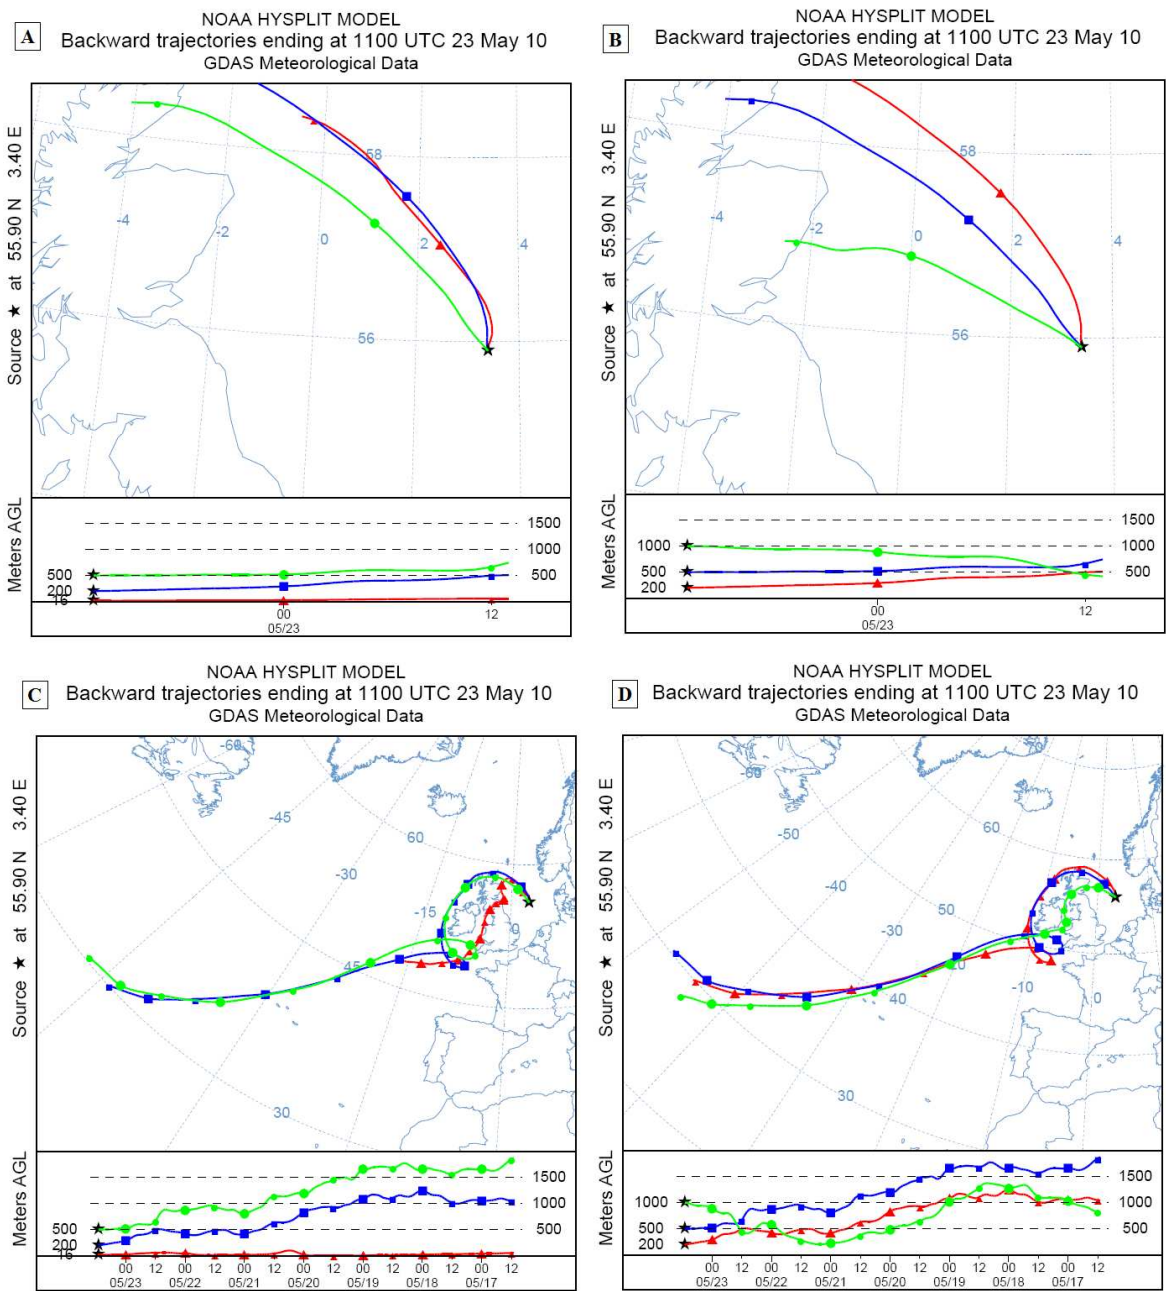 A
NOAA HYSPLIT MODEL
Backward trajectories ending at 1100 UTC 23 May 10
GDAS Meteorological Data
Source ★ at 55.90 N 3.40 E
58
-4
-2
0
2
4
56
Meters AGL
1500
1000
500 500
200
16
00 12
05/23
B
NOAA HYSPLIT MODEL
Backward trajectories ending at 1100 UTC 23 May 10
GDAS Meteorological Data
Source ★ at 55.90 N 3.40 E
58
-4
-2
0
2
4
56
Meters AGL
1500
1000 1000
500 500
200
00 12
05/23
C
NOAA HYSPLIT MODEL
Backward trajectories ending at 1100 UTC 23 May 10
GDAS Meteorological Data
Source ★ at 55.90 N 3.40 E
-60
-45
60
-30
-15
0
45
30
Meters AGL
1500
1000
500 500
200
16
00 12 00 12 00 12 00 12 00 12 00 12 00 12
05/23 05/22 05/21 05/20 05/19 05/18 05/17
D
NOAA HYSPLIT MODEL
Backward trajectories ending at 1100 UTC 23 May 10
GDAS Meteorological Data
Source ★ at 55.90 N 3.40 E
-60
-50
60
-40
50
-30
-20
-10
0
40
30
Meters AGL
1500
1000 1000
500 500
200
00 12 00 12 00 12 00 12 00 12 00 12 00 12
05/23 05/22 05/21 05/20 05/19 05/18 05/17